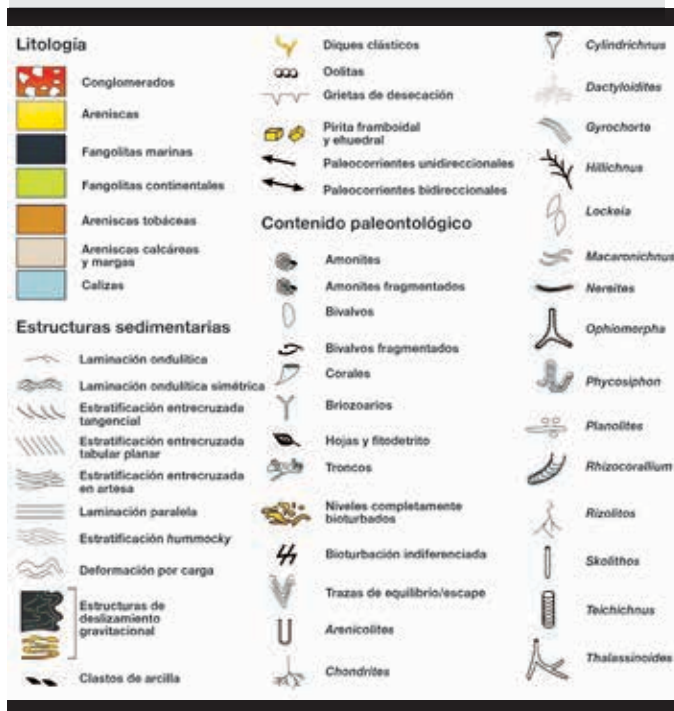 Litología
Conglomerados
Areniscas
Fangolitas marinas
Fangolitas continentales
Areniscas tobáceas
Areniscas calcáreas
y margas
Calizas
Estructuras sedimentarias
Laminación ondulítica
Laminación ondulítica simétrica
Estratificación entrecruzada
tangencial
Estratificación entrecruzada
tabular planar
Estratificación entrecruzada
en artesa
Laminación paralela
Estratificación hummocky
Deformación por carga
Estructuras de
deslizamiento
gravitacional
Clastos de arcilla
Diques clásticos
Oolitas
Grietas de desecación
Pirita framboidal
y ehuedral
Paleocorrientes unidireccionales
Paleocorrientes bidireccionales
Contenido paleontológico
Amonites
Amonites fragmentados
Bivalvos
Bivalvos fragmentados
Corales
Briozoarios
Hojas y fitodetrito
Troncos
Niveles completamente
bioturbados
Bioturbación indiferenciada
Trazas de equilibrio/escape
Arenicolites
Chondrites
Cylindrichnus
Dactyloidites
Gyrochorte
Hillichnus
Lockeia
Macaronichnus
Nereites
Ophiomorpha
Phycosiphon
Planolites
Rhizocorallium
Rizolitos
Skolithos
Teichichnus
Thalassinoides